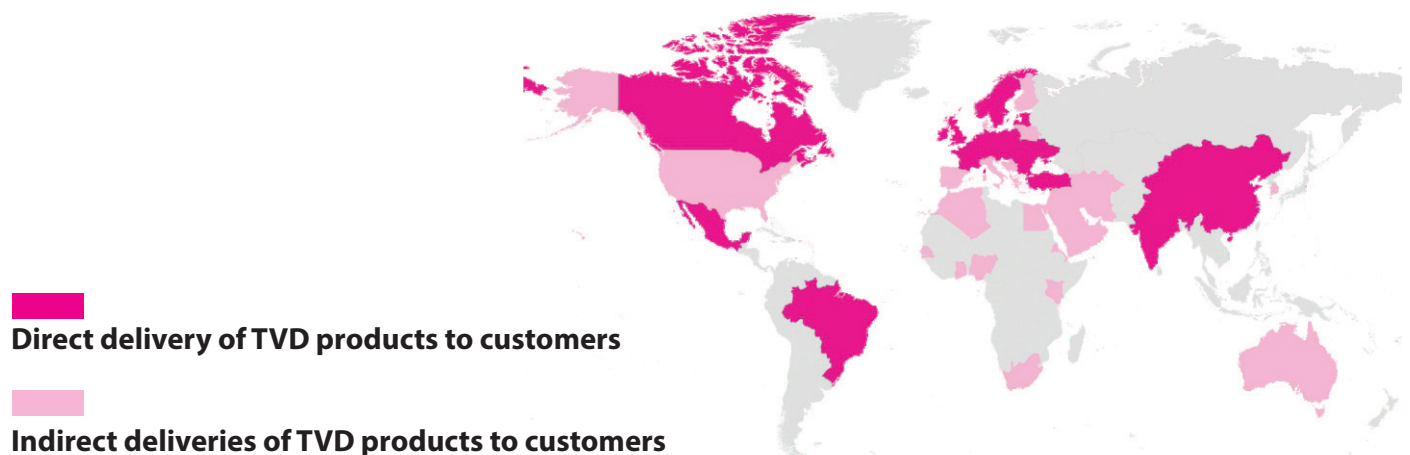 Direct delivery of TVD products to customers
Indirect deliveries of TVD products to customers